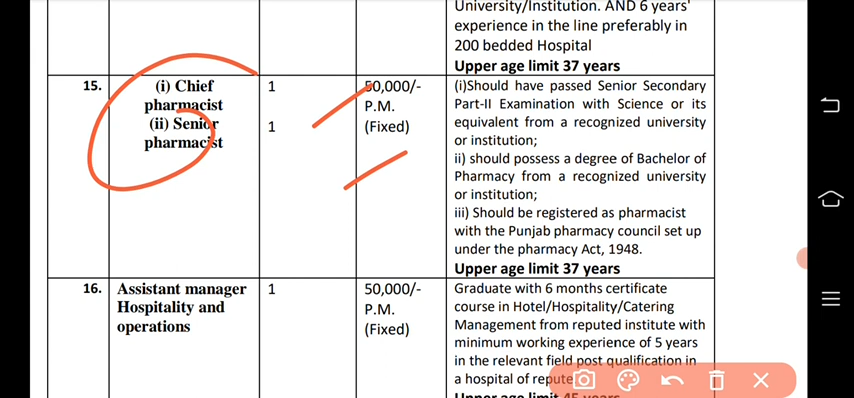 University/Institution. AND 6 years'
experience in the line preferably in
200 bedded Hospital
Upper age limit 37 years
15.
(i) Chief
pharmacist
(ii) Senior
pharmacist
1
1
50,000/-
P.M.
(Fixed)
(i)Should have passed Senior Secondary
Part-II Examination with Science or its
equivalent from a recognized university
or institution;
ii) should possess a degree of Bachelor of
Pharmacy from a recognized university
or institution;
iii) Should be registered as pharmacist
with the Punjab pharmacy council set up
under the pharmacy Act, 1948.
Upper age limit 37 years
16.
Assistant manager
Hospitality and
operations
1
50,000/-
P.M.
(Fixed)
Graduate with 6 months certificate
course in Hotel/Hospitality/Catering
Management from reputed institute with
minimum working experience of 5 years
in the relevant field post qualification in
a hospital of repute
Upper age limit 45 years